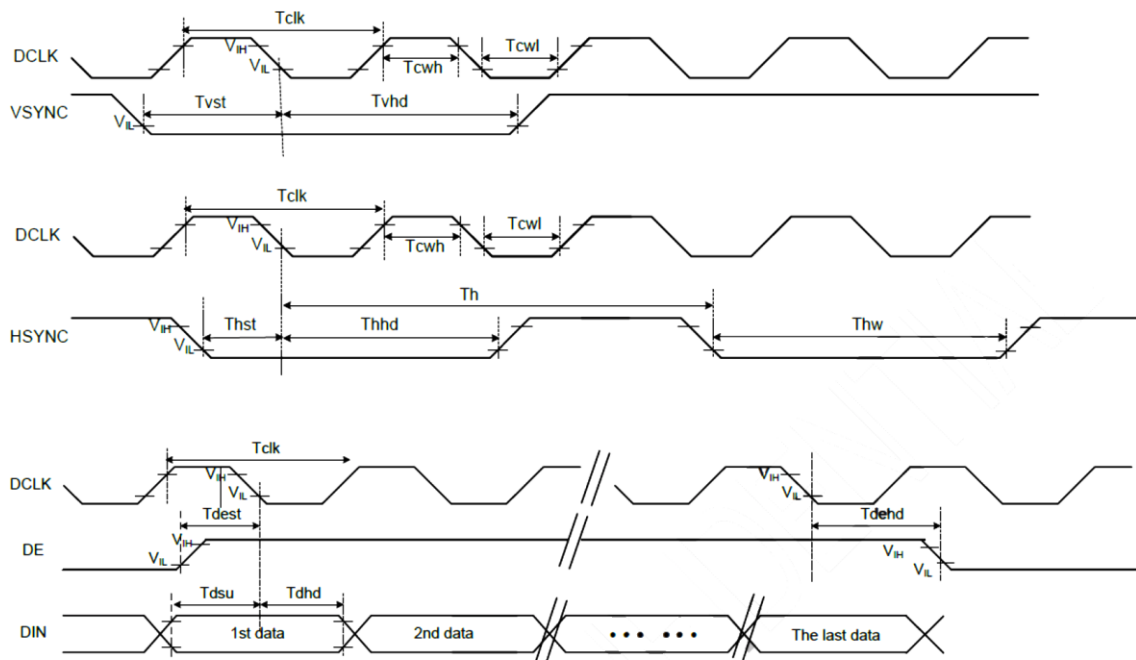 Tclk
DCLK
VIH
VIL
Tcwh
Tcwl
VSYNC
VIL
Tvst
Tvhd
Tclk
DCLK
VIH
VIL
Tcwh
Tcwl
Th
HSYNC
VIH
VIL
Thst
Thhd
Thw
Tclk
DCLK
VIH
VIL
VIH
VIL
Tdest
Tdehd
DE
VIH
VIL
VIH
VIL
Tdsu
Tdhd
DIN
1st data
2nd data
••• •••
The last data